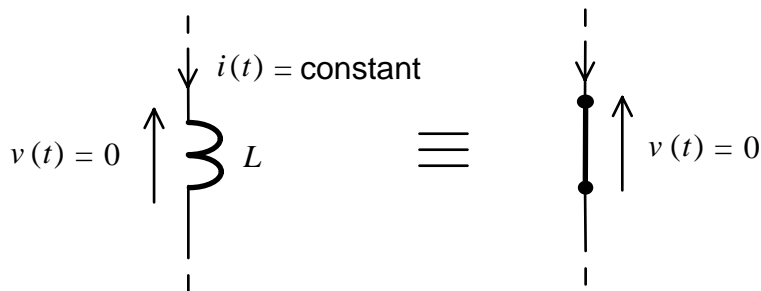 i(t) = constant
v(t) = 0
L
≡
v(t) = 0